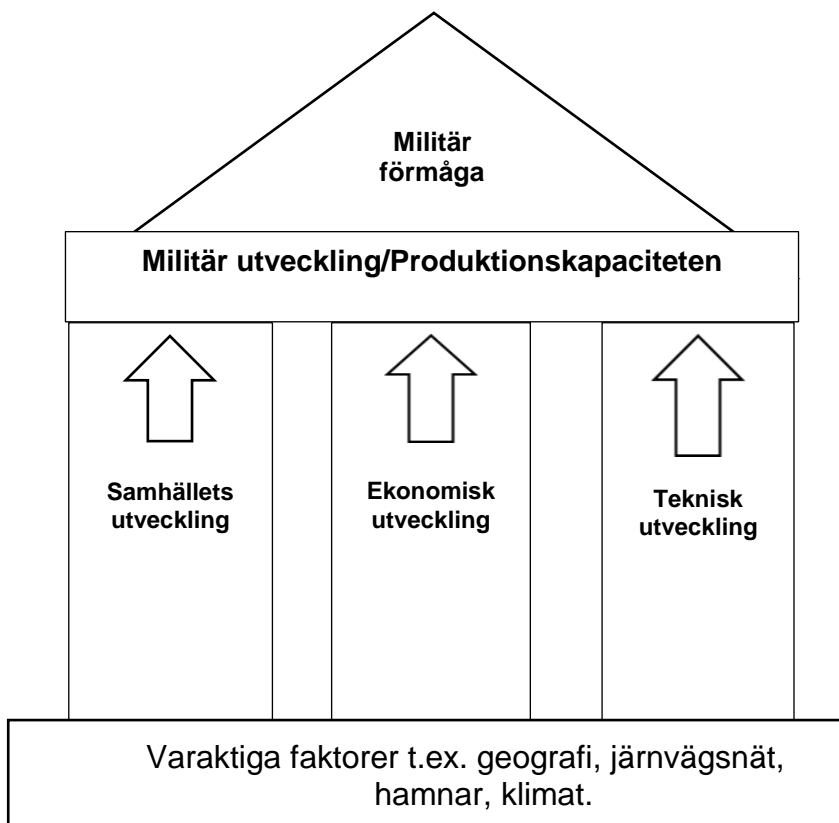 Militär
förmåga
Militär utveckling/Produktionskapaciteten
Samhällets
utveckling
Ekonomisk
utveckling
Teknisk
utveckling
Varaktiga faktorer t.ex. geografi, järnvägsnät,
hamnar, klimat.